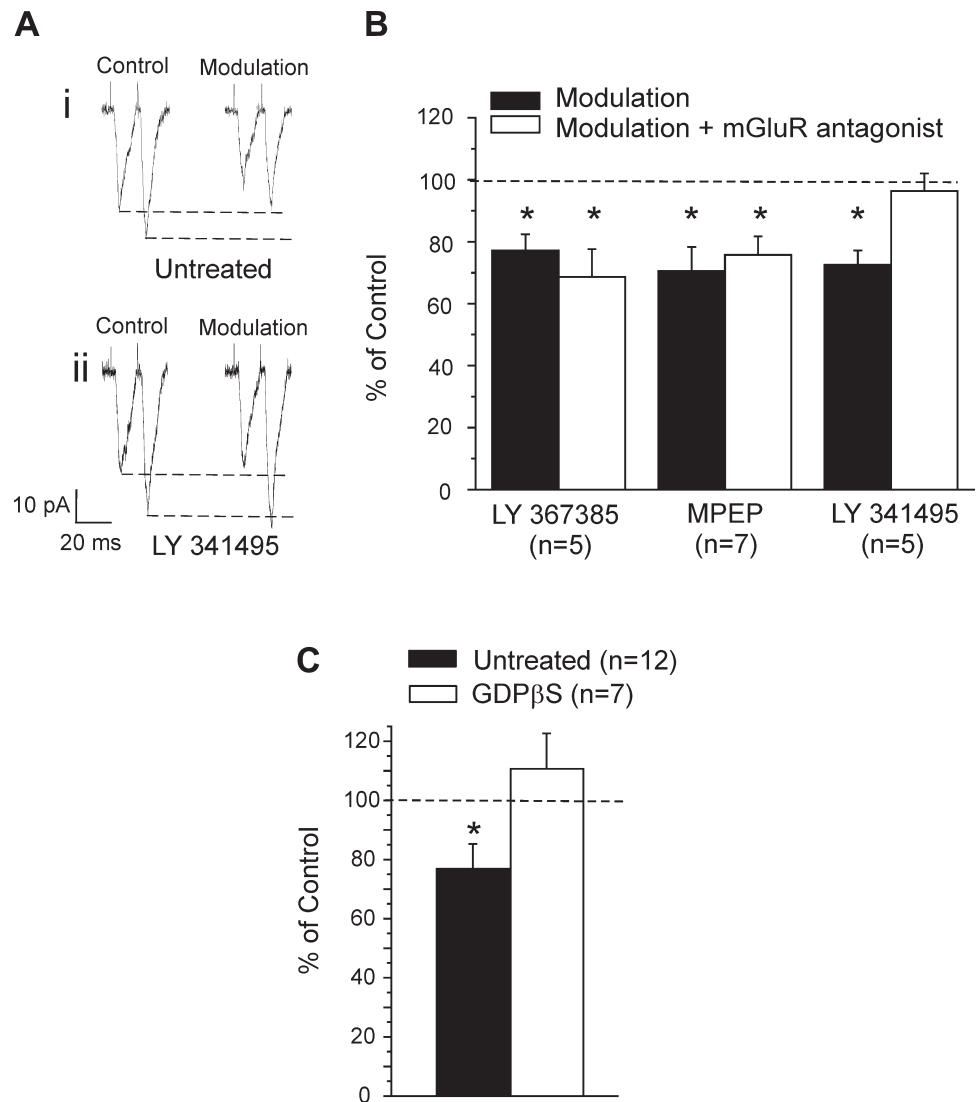 A
Control Modulation
i
Untreated
Control Modulation
ii
10 pA
20 ms
LY 341495
B
Modulation
Modulation + mGluR antagonist
% of Control
120
100
80
60
40
20
0
* * * * *
LY 367385 MPEP LY 341495
(n=5) (n=7) (n=5)
C
Untreated (n=12)
GDPβS (n=7)
% of Control
120
100
80
60
40
20
0
*